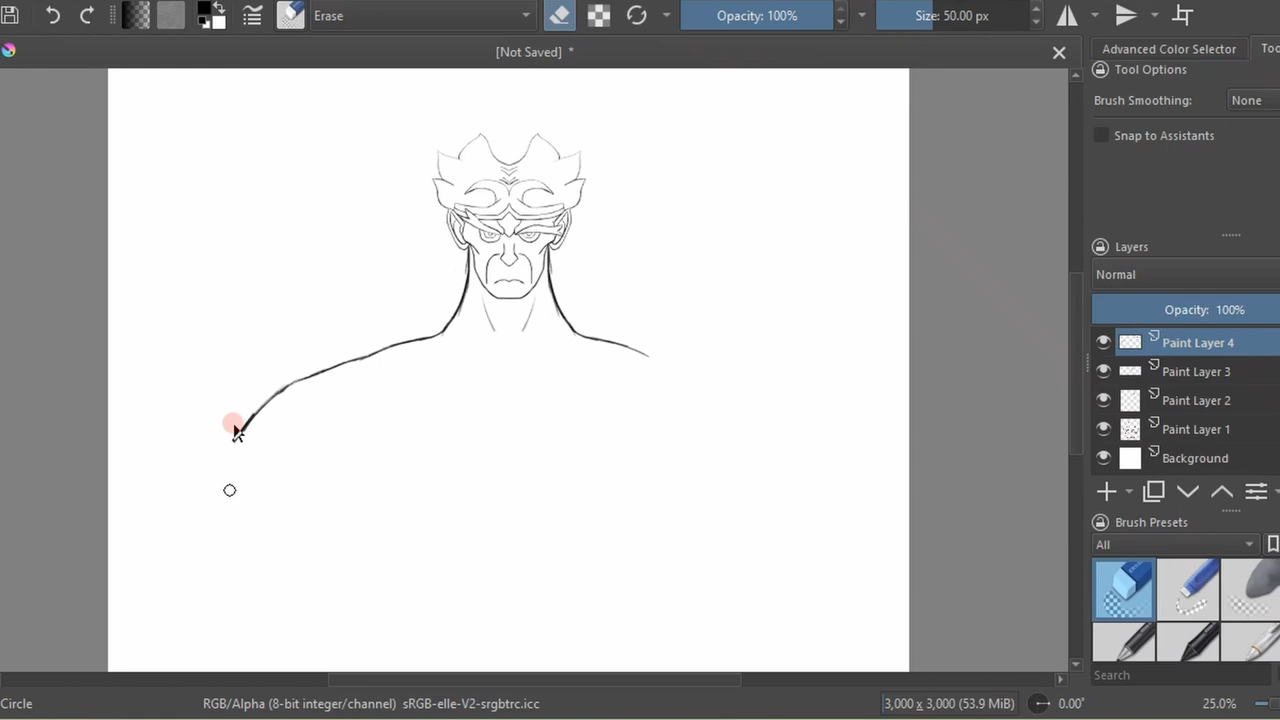 Erase
Opacity: 100%
Size: 50.00 px
[Not Saved] *
Advanced Color Selector
Too
Tool Options
Brush Smoothing:
None
Snap to Assistants
Layers
Normal
Opacity: 100%
Paint Layer 4
Paint Layer 3
Paint Layer 2
Paint Layer 1
Background
Brush Presets
All
Search
Circle
RGB/Alpha (8-bit integer/channel) sRGB-elle-V2-srgbtrc.icc
3,000 x 3,000 (53.9 MiB)
0.00°
25.0%